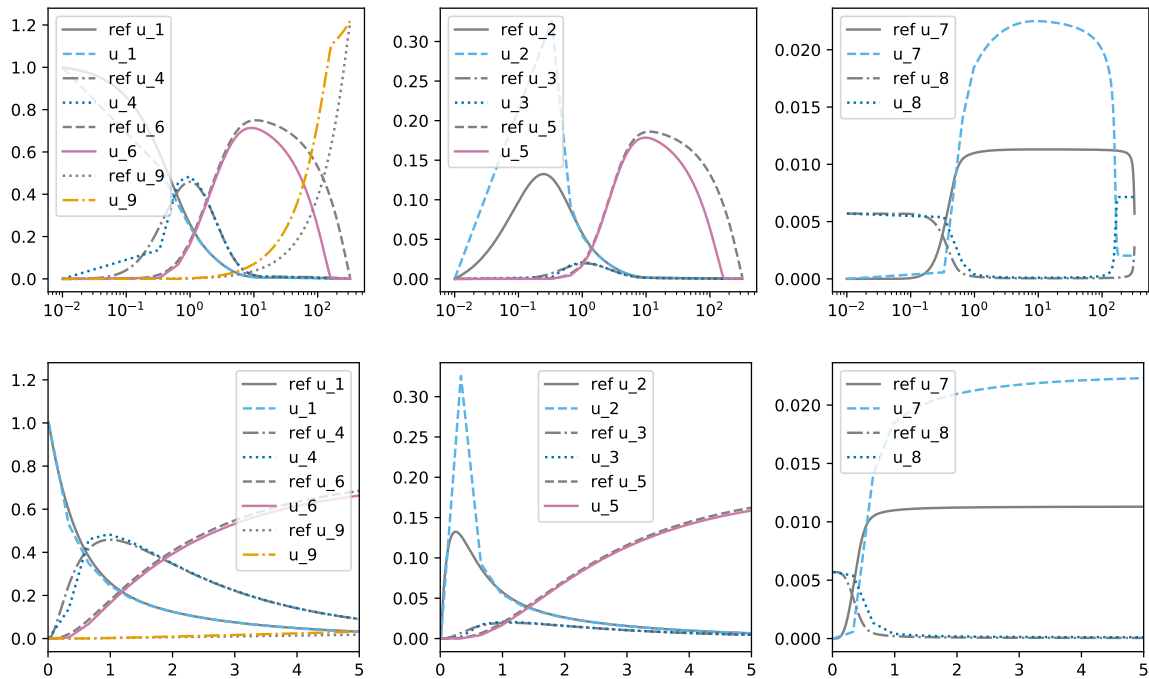 1.2
1.0
0.8
0.6
0.4
0.2
0.0
ref u_1
u_1
ref u_4
u_4
ref u_6
u_6
ref u_9
u_9
10⁻² 10⁻¹ 10⁰ 10¹ 10²
0.30
0.25
0.20
0.15
0.10
0.05
0.00
ref u_2
u_2
ref u_3
u_3
ref u_5
u_5
10⁻² 10⁻¹ 10⁰ 10¹ 10²
0.020
0.015
0.010
0.005
0.000
ref u_7
u_7
ref u_8
u_8
10⁻² 10⁻¹ 10⁰ 10¹ 10²
1.2
1.0
0.8
0.6
0.4
0.2
0.0
ref u_1
u_1
ref u_4
u_4
ref u_6
u_6
ref u_9
u_9
0 1 2 3 4 5
0.30
0.25
0.20
0.15
0.10
0.05
0.00
ref u_2
u_2
ref u_3
u_3
ref u_5
u_5
0 1 2 3 4 5
0.020
0.015
0.010
0.005
0.000
ref u_7
u_7
ref u_8
u_8
0 1 2 3 4 5